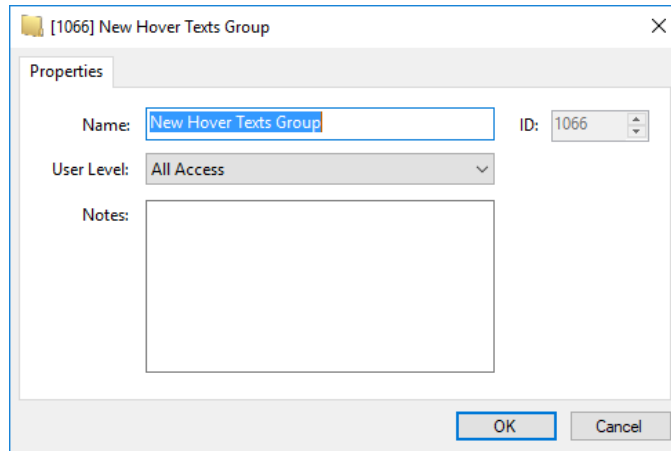 [1066] New Hover Texts Group
Properties
Name: New Hover Texts Group ID: 1066
User Level: All Access
Notes:
OK Cancel